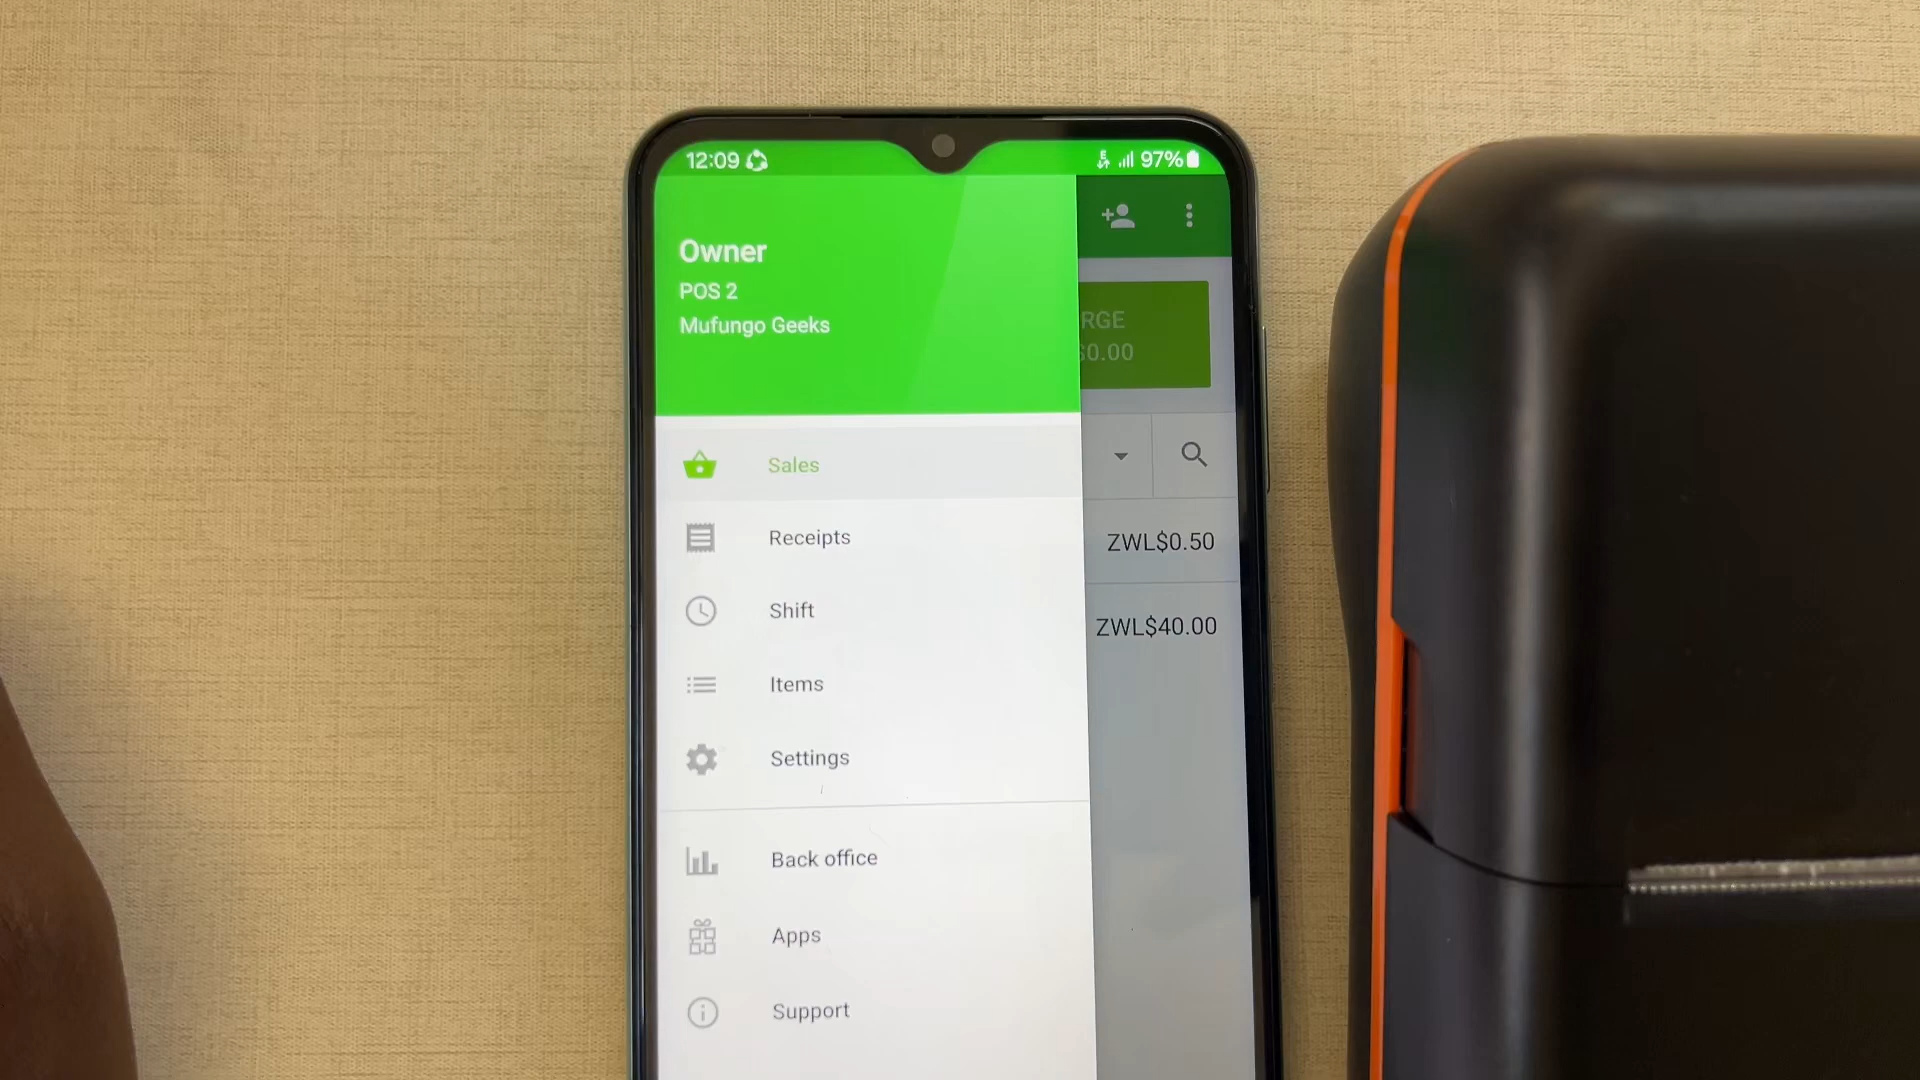 12:09
97%
Owner
POS 2
Mufungo Geeks
RGE
$0.00
Sales
Receipts
ZWL$0.50
Shift
ZWL$40.00
Items
Settings
Back office
Apps
Support